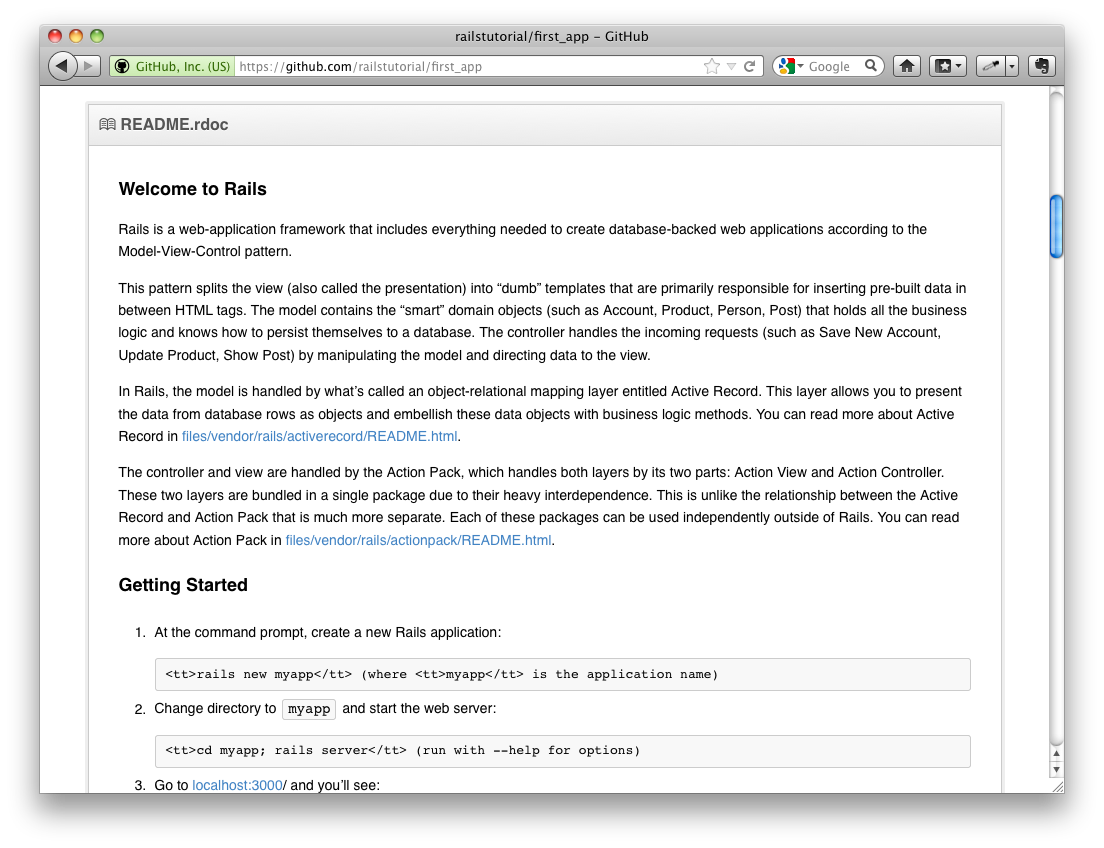 railstutorial/first_app – GitHub
GitHub, Inc. (US) https://github.com/railstutorial/first_app Google
README.rdoc
Welcome to Rails
Rails is a web-application framework that includes everything needed to create database-backed web applications according to the
Model-View-Control pattern.
This pattern splits the view (also called the presentation) into “dumb” templates that are primarily responsible for inserting pre-built data in
between HTML tags. The model contains the “smart” domain objects (such as Account, Product, Person, Post) that holds all the business
logic and knows how to persist themselves to a database. The controller handles the incoming requests (such as Save New Account,
Update Product, Show Post) by manipulating the model and directing data to the view.
In Rails, the model is handled by what’s called an object-relational mapping layer entitled Active Record. This layer allows you to present
the data from database rows as objects and embellish these data objects with business logic methods. You can read more about Active
Record in files/vendor/rails/activerecord/README.html.
The controller and view are handled by the Action Pack, which handles both layers by its two parts: Action View and Action Controller.
These two layers are bundled in a single package due to their heavy interdependence. This is unlike the relationship between the Active
Record and Action Pack that is much more separate. Each of these packages can be used independently outside of Rails. You can read
more about Action Pack in files/vendor/rails/actionpack/README.html.
Getting Started
1. At the command prompt, create a new Rails application:
<tt>rails new myapp</tt> (where <tt>myapp</tt> is the application name)
2. Change directory to myapp and start the web server:
<tt>cd myapp; rails server</tt> (run with --help for options)
3. Go to localhost:3000/ and you’ll see: